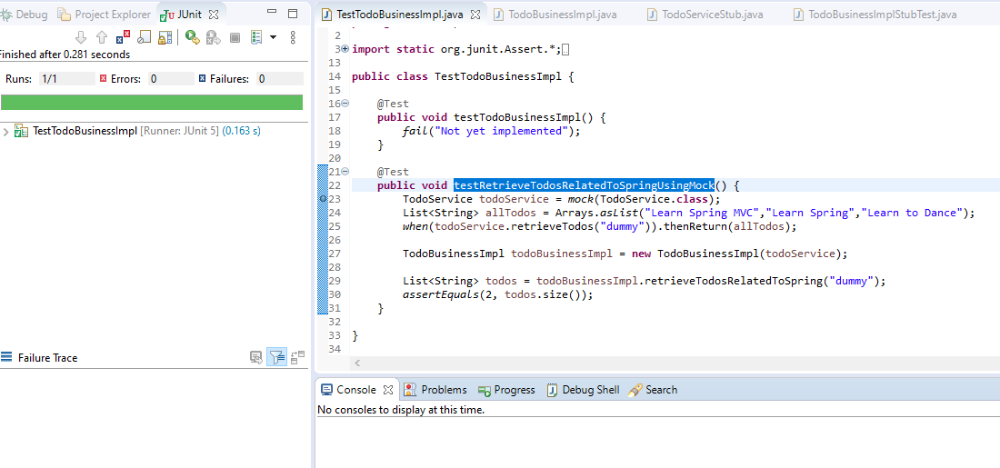 Debug Project Explorer JUnit
Finished after 0.281 seconds
Runs: 1/1 Errors: 0 Failures: 0
TestTodoBusinessImpl [Runner: JUnit 5] (0.163 s)
Failure Trace
TestTodoBusinessImpl.java TodoBusinessImpl.java TodoServiceStub.java TodoBusinessImplStubTest.java
2
3 import static org.junit.Assert.*;
13
14 public class TestTodoBusinessImpl {
15
16 @Test
17 public void testTodoBusinessImpl() {
18 fail("Not yet implemented");
19 }
20
21 @Test
22 public void testRetrieveTodosRelatedToSpringUsingMock() {
23 TodoService todoService = mock(TodoService.class);
24 List<String> allTodos = Arrays.asList("Learn Spring MVC","Learn Spring","Learn to Dance");
25 when(todoService.retrieveTodos("dummy")).thenReturn(allTodos);
26
27 TodoBusinessImpl todoBusinessImpl = new TodoBusinessImpl(todoService);
28
29 List<String> todos = todoBusinessImpl.retrieveTodosRelatedToSpring("dummy");
30 assertEquals(2, todos.size());
31 }
32
33 }
34
Console Problems Progress Debug Shell Search
No consoles to display at this time.